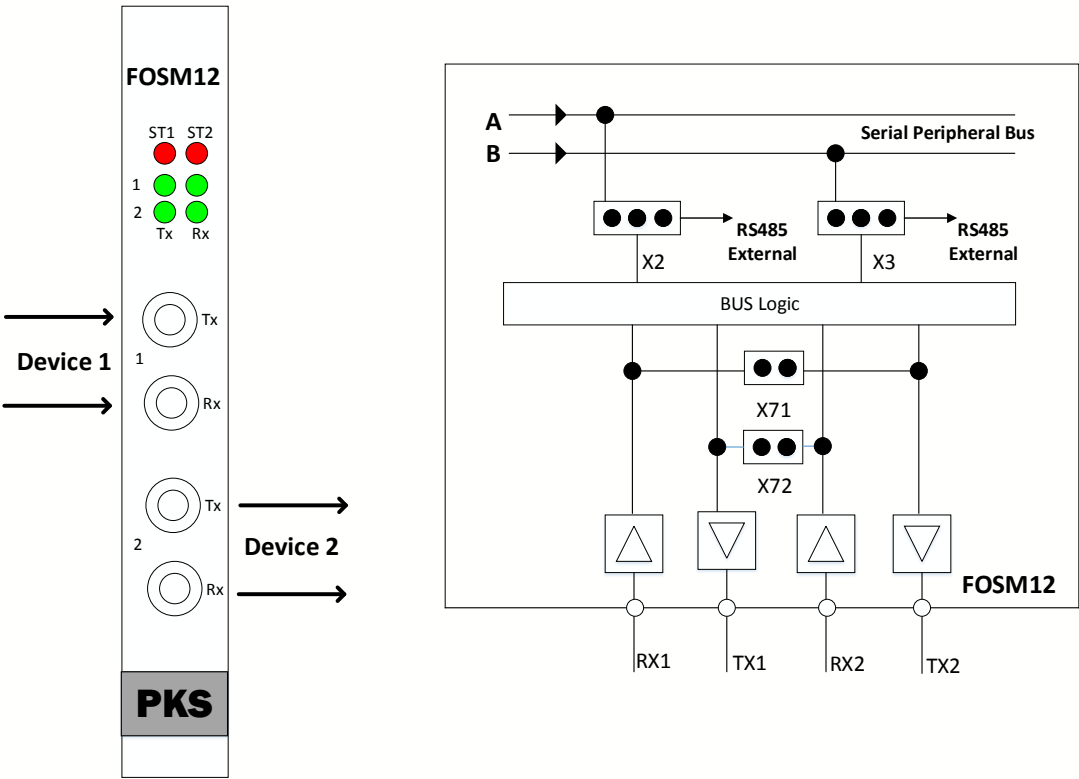 FOSM12
ST1 ST2
1
2
Tx Rx
Tx
Device 1
1
Rx
Tx
2
Device 2
Rx
PKS
A
Serial Peripheral Bus
B
RS485
External
X2
RS485
External
X3
BUS Logic
X71
X72
FOSM12
RX1
TX1
RX2
TX2